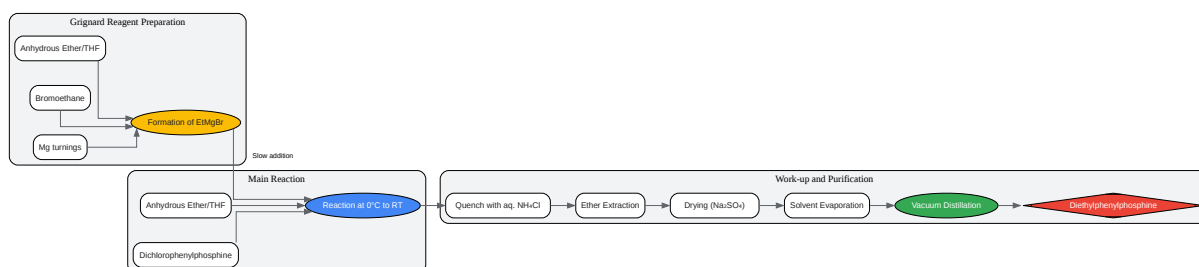 Grignard Reagent Preparation
Anhydrous Ether/THF
Bromoethane
Mg turnings
Formation of EtMgBr
Slow addition
Main Reaction
Anhydrous Ether/THF
Dichlorophenylphosphine
Reaction at 0°C to RT
Work-up and Purification
Quench with aq. NH₄Cl
Ether Extraction
Drying (Na₂SO₄)
Solvent Evaporation
Vacuum Distillation
Diethylphenylphosphine